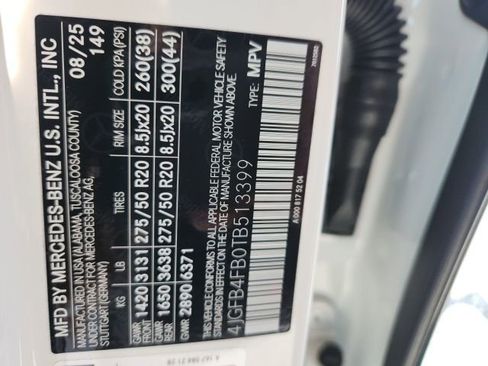 MFD BY MERCEDES-BENZ U.S. INTL., INC
MANUFACTURED IN USA (ALABAMA, TUSCALOOSA COUNTY)
UNDER CONTRACT FOR MERCEDES-BENZ AG,
STUTTGART (GERMANY)
08/25
149
KG LB TIRES RIM SIZE COLD KPA(PSI)
GAWR FRONT 1420 3131 275/50 R20 8.5Jx20 260(38)
GAWR REAR 1650 3638 275/50 R20 8.5Jx20 300(44)
GVWR 2890 6371
THIS VEHICLE CONFORMS TO ALL APPLICABLE FEDERAL MOTOR VEHICLE SAFETY
STANDARDS IN EFFECT ON THE DATE OF MANUFACTURE SHOWN ABOVE.
4JGFB4FB0TB513399 TYPE: MPV
A 000 817 52 04